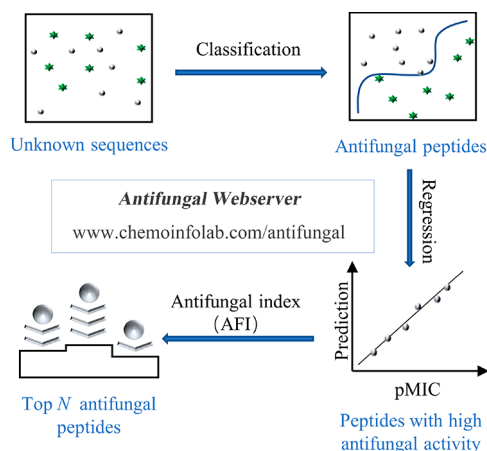 Classification
Unknown sequences
Antifungal peptides
Antifungal Webserver
www.chemoinfolab.com/antifungal
Regression
Antifungal index
(AFI)
Prediction
pMIC
Top N antifungal
peptides
Peptides with high
antifungal activity